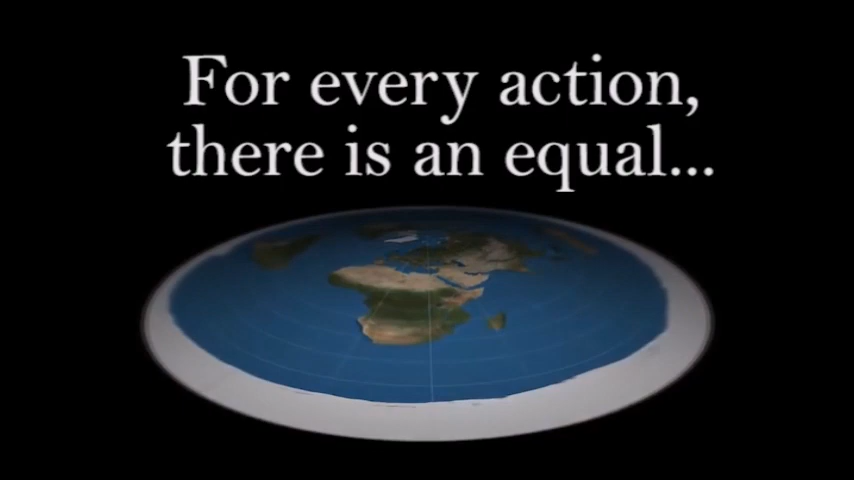 For every action,
there is an equal...